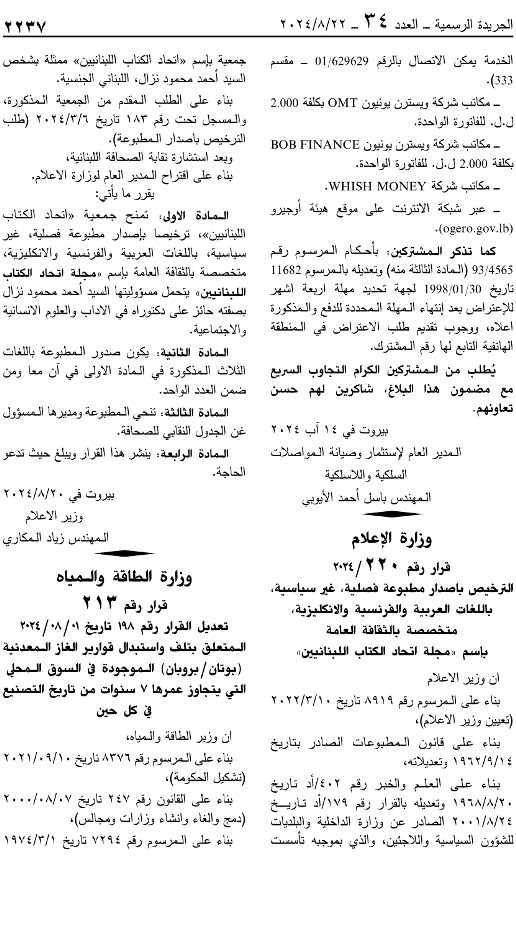 الجريدة الرسمية ــ العدد ٣٤ ــ ٢٠٢٤/٨/٢٢
٢٢٣٧
الخدمة يمكن الاتصال بالرقم 01/629629 ــ مقسم
333).
ــ مكاتب شركة ويسترن يونيون OMT بكلفة 2.000
ل.ل. للفاتورة الواحدة.
ــ مكاتب شركة ويسترن يونيون BOB FINANCE
بكلفة 2.000 ل.ل. للفاتورة الواحدة.
ــ مكاتب شركة WHISH MONEY.
ــ عبر شبكة الانترنت على موقع هيئة أوجيرو
(ogero.gov.lb).
كما تذكر المشتركين: بأحكام المرسوم رقم
93/4565 (المادة الثالثة منه) وتعديله بالمرسوم 11682
تاريخ 1998/01/30 لجهة تحديد مهلة اربعة اشهر
للإعتراض بعد إنتهاء المهلة المحددة للدفع والمذكورة
اعلاه، ووجوب تقديم طلب الاعتراض في المنطقة
الهاتفية التابع لها رقم المشترك.
يُطلب من المشتركين الكرام التجاوب السريع
مع مضمون هذا البلاغ، شاكرين لهم حسن
تعاونهم.
بيروت في ١٤ آب ٢٠٢٤
المدير العام لإستثمار وصيانة المواصلات
السلكية واللاسلكية
المهندس باسل أحمد الأيوبي
وزارة الإعلام
قرار رقم ٢٢٠/٢٠٢٤
الترخيص باصدار مطبوعة فصلية، غير سياسية،
باللغات العربية والفرنسية والانكليزية،
متخصصة بالثقافة العامة
بإسم «مجلة اتحاد الكتاب اللبنانيين»
ان وزير الاعلام
بناء على المرسوم رقم ٨٩١٩ تاريخ ٢٠٢٢/٣/١٠
(تعيين وزير الاعلام)،
بناء على قانون المطبوعات الصادر بتاريخ
١٩٦٢/٩/١٤ وتعديلاته،
بناء على العلم والخبر رقم ٤٠٢/أد تاريخ
١٩٦٨/٨/٢٠ وتعديله بالقرار رقم ١٧٩/أد تاريخ
٢٠٠١/٨/٢٤ الصادر عن وزارة الداخلية والبلديات
للشؤون السياسية واللاجئين، والذي بموجبه تأسست
جمعية بإسم «اتحاد الكتاب اللبنانيين» ممثلة بشخص
السيد أحمد محمود نزال، اللبناني الجنسية.
بناء على الطلب المقدم من الجمعية المذكورة،
والمسجل تحت رقم ١٨٣ تاريخ ٢٠٢٤/٣/٦ (طلب
الترخيص باصدار المطبوعة).
وبعد استشارة نقابة الصحافة اللبنانية،
بناء على اقتراح المدير العام لوزارة الاعلام.
يقرر ما يأتي:
المادة الاولى: تمنح جمعية «اتحاد الكتاب
اللبنانيين»، ترخيصا بإصدار مطبوعة فصلية، غير
سياسية، باللغات العربية والفرنسية والانكليزية،
متخصصة بالثقافة العامة بإسم «مجلة اتحاد الكتاب
اللبنانيين» يتحمل مسؤوليتها السيد أحمد محمود نزال
بصفته حائز على دكتوراه في الاداب والعلوم الانسانية
والاجتماعية.
المادة الثانية: يكون صدور المطبوعة باللغات
الثلاث المذكورة في المادة الاولى في آن معا ومن
ضمن العدد الواحد.
المادة الثالثة: تنحي المطبوعة ومديرها المسؤول
عن الجدول النقابي للصحافة.
المادة الرابعة: ينشر هذا القرار ويبلغ حيث تدعو
الحاجة.
بيروت في ٢٠٢٤/٨/٢٠
وزير الاعلام
المهندس زياد المكاري
وزارة الطاقة والمياه
قرار رقم ٢١٣
تعديل القرار رقم ١٩٨ تاريخ ٢٠٢٤/٠٨/٠١
المتعلق بتلف واستبدال قوارير الغاز المعدنية
(بوتان/بروبان) الموجودة في السوق المحلي
التي يتجاوز عمرها ٧ سنوات من تاريخ التصنيع
في كل حين
ان وزير الطاقة والمياه،
بناء على المرسوم رقم ٨٣٧٦ تاريخ ٢٠٢١/٠٩/١٠
(تشكيل الحكومة)،
بناء على القانون رقم ٢٤٧ تاريخ ٢٠٠٠/٠٨/٠٧
(دمج والغاء وانشاء وزارات ومجالس)،
بناء على المرسوم رقم ٧٢٩٤ تاريخ ١٩٧٤/٣/١